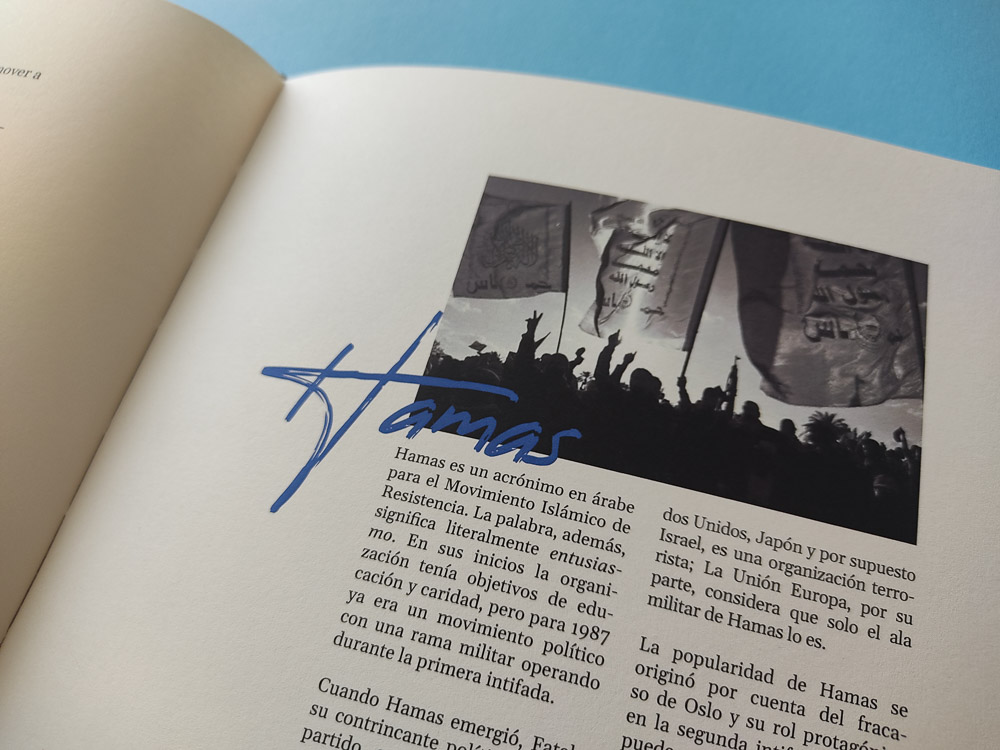 mover a
Hamas
Hamas es un acrónimo en árabe
para el Movimiento Islámico de
Resistencia. La palabra, además,
significa literalmente entusias-
mo. En sus inicios la organi-
zación tenía objetivos de edu-
cación y caridad, pero para 1987
ya era un movimiento político
con una rama militar operando
durante la primera intifada.
Cuando Hamas emergió,
su contrincante
partido
dos Unidos, Japón y por supuesto
Israel, es una organización terro-
rista; La Unión Europa, por su
parte, considera que solo el ala
militar de Hamas lo es.
La popularidad de Hamas se
originó por cuenta del fraca-
so de Oslo y su rol
en la segunda